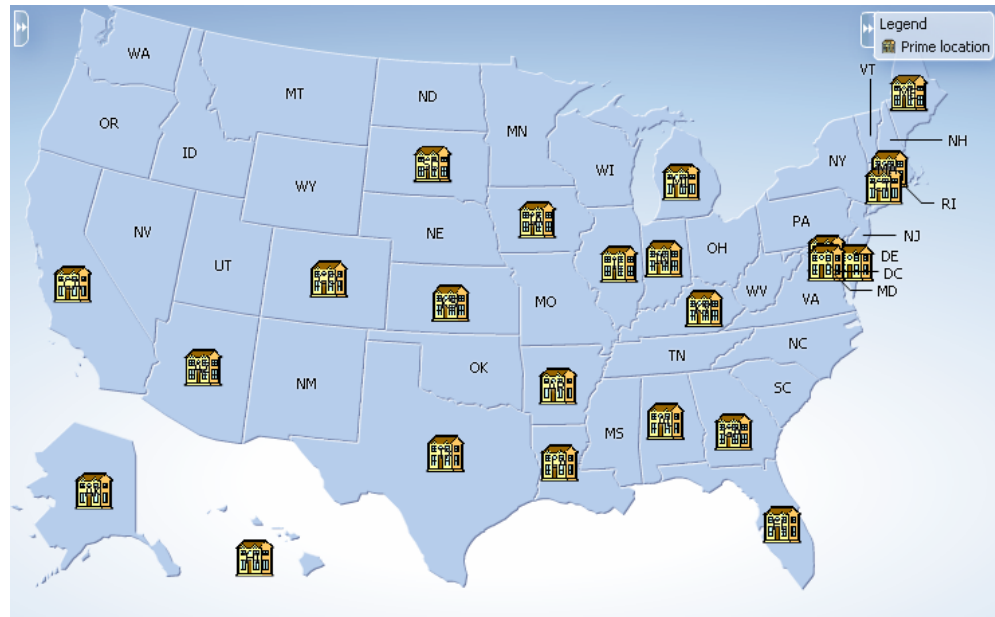 Legend
Prime location
WA
MT
ND
VT
OR
MN
NH
ID
WI
NY
WY
RI
PA
NV
NE
NJ
OH
UT
DE
DC
WV
MD
MO
VA
NC
TN
OK
NM
SC
MS